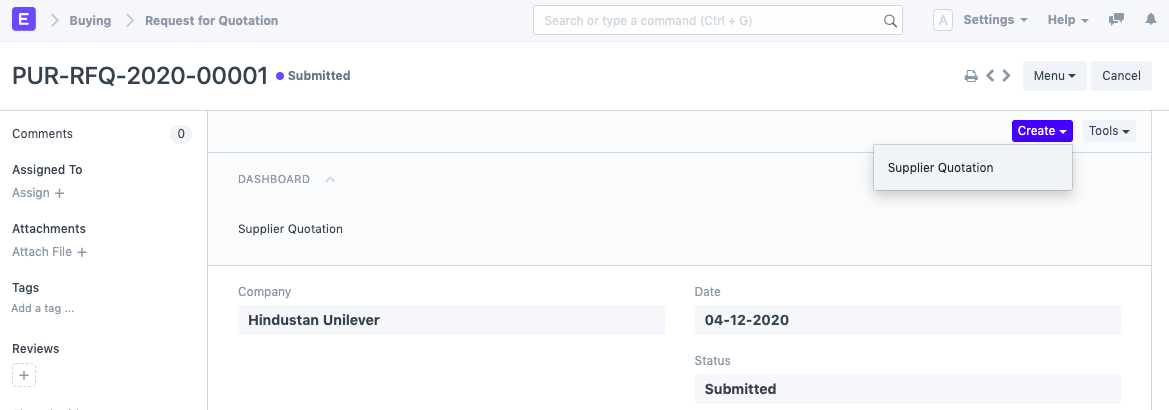 E Buying Request for Quotation Search or type a command (Ctrl + G) A Settings Help
PUR-RFQ-2020-00001 Submitted Menu Cancel
Comments 0
Create Tools
Supplier Quotation
Assigned To
Assign +
DASHBOARD
Supplier Quotation
Attachments
Attach File +
Tags
Add a tag ...
Company
Hindustan Unilever
Date
04-12-2020
Reviews
+
Status
Submitted